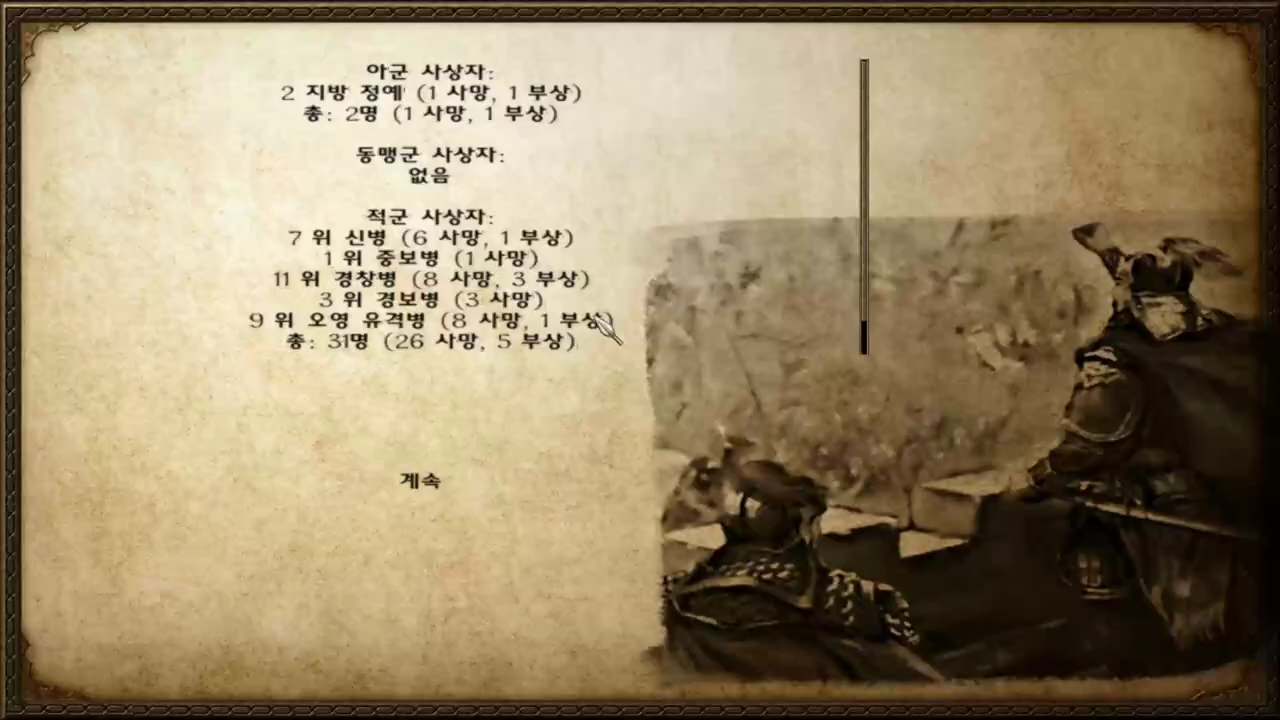 아군 사상자:
2 지방 정예 (1 사망, 1 부상)
총: 2명 (1 사망, 1 부상)
동맹군 사상자:
없음
적군 사상자:
7 위 신병 (6 사망, 1 부상)
1 위 중보병 (1 사망)
11 위 경창병 (8 사망, 3 부상)
3 위 경보병 (3 사망)
9 위 오영 유격병 (8 사망, 1 부상)
총: 31명 (26 사망, 5 부상)
계속